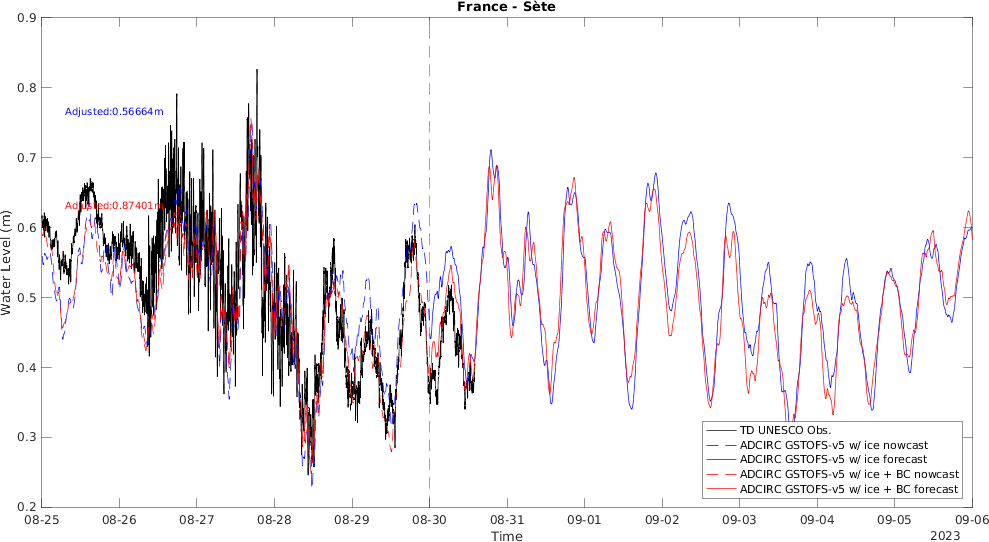 France - Sète
0.9
0.8
0.7
0.6
0.5
0.4
0.3
0.2
Water Level (m)
Adjusted:0.56664m
Adjusted:0.87401m
TD UNESCO Obs.
ADCIRC GSTOFS-v5 w/ ice nowcast
ADCIRC GSTOFS-v5 w/ ice forecast
ADCIRC GSTOFS-v5 w/ ice + BC nowcast
ADCIRC GSTOFS-v5 w/ ice + BC forecast
08-25 08-26 08-27 08-28 08-29 08-30 08-31 09-01 09-02 09-03 09-04 09-05 09-06
Time
2023